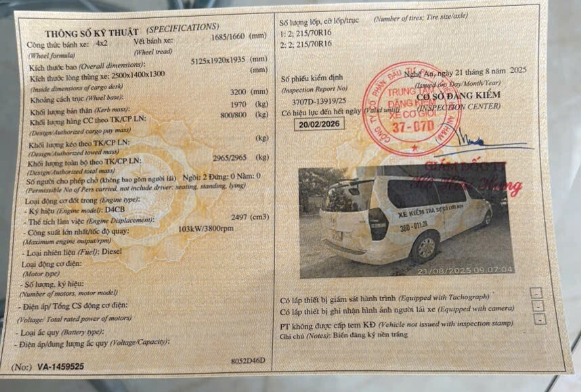 THÔNG SỐ KỸ THUẬT (SPECIFICATIONS)
Công thức bánh xe: 4x2 Vết bánh xe: 1685/1660 (mm)
(Wheel formula) (Wheel tread)
Kích thước bao (Overall dimensions): 5125x1920x1935 (mm)
Kích thước lòng thùng xe: 2500x1400x1300 (mm)
(Inside dimensions of cargo deck)
Khoảng cách trục (Wheel base): 3200 (mm)
Khối lượng bản thân (Kerb mass): 1970 (kg)
Khối lượng hàng CC theo TK/CP LN: 800/800 (kg)
(Design/Authorized cargo pay mass)
Khối lượng kéo theo TK/CP LN: (kg)
(Design/Authorized towed mass)
Khối lượng toàn bộ theo TK/CP LN: 2965/2965 (kg)
(Design/Authorized total mass)
Số người cho phép chở (không bao gồm người lái) Ngồi: 2 Đứng: 0 Nằm: 0
(Permissible No of Pers carried, not include driver: seating, standing, lying)
Loại động cơ đốt trong (Engine type):
- Ký hiệu (Engine model): D4CB
- Thể tích làm việc (Engine Displacement): 2497 (cm3)
- Công suất lớn nhất/tốc độ quay: 103kW/3800rpm
(Maximum engine output/rpm)
- Loại nhiên liệu (Fuel): Diesel
Loại động cơ điện:
(Motor type)
- Số lượng, ký hiệu:
(Number of motors, motor model)
- Điện áp/ Tổng CS động cơ điện:
(Voltage/ Total rated power of motors)
- Loại ắc quy (Battery type):
- Điện áp/dung lượng ắc quy (Voltage/Capacity):
(No:) VA-1459525 8032D46D
Số lượng lốp, cỡ lốp/trục (Number of tires; Tire size/axle)
1: 2; 215/70R16
2: 2; 215/70R16
Nghệ An, ngày 21 tháng 8 năm 2025
Số phiếu kiểm định (Issued on: Day/Month/Year)
(Inspection Report No) CƠ SỞ ĐĂNG KIỂM
3707D-13919/25 (INSPECTION CENTER)
Có hiệu lực đến hết ngày (Valid until)
20/02/2026
TRUNG TÂM
ĐĂNG KIỂM
XE CƠ GIỚI
37-07D
21/08/2025 09:07:04
Có lắp thiết bị giám sát hành trình (Equipped with Tachograph) -
Có lắp thiết bị ghi nhận hình ảnh người lái xe (Equipped with camera) -
PT không được cấp tem KĐ (Vehicle not issued with inspection stamp) -
Ghi chú (Notes): Biển đăng ký nền trắng